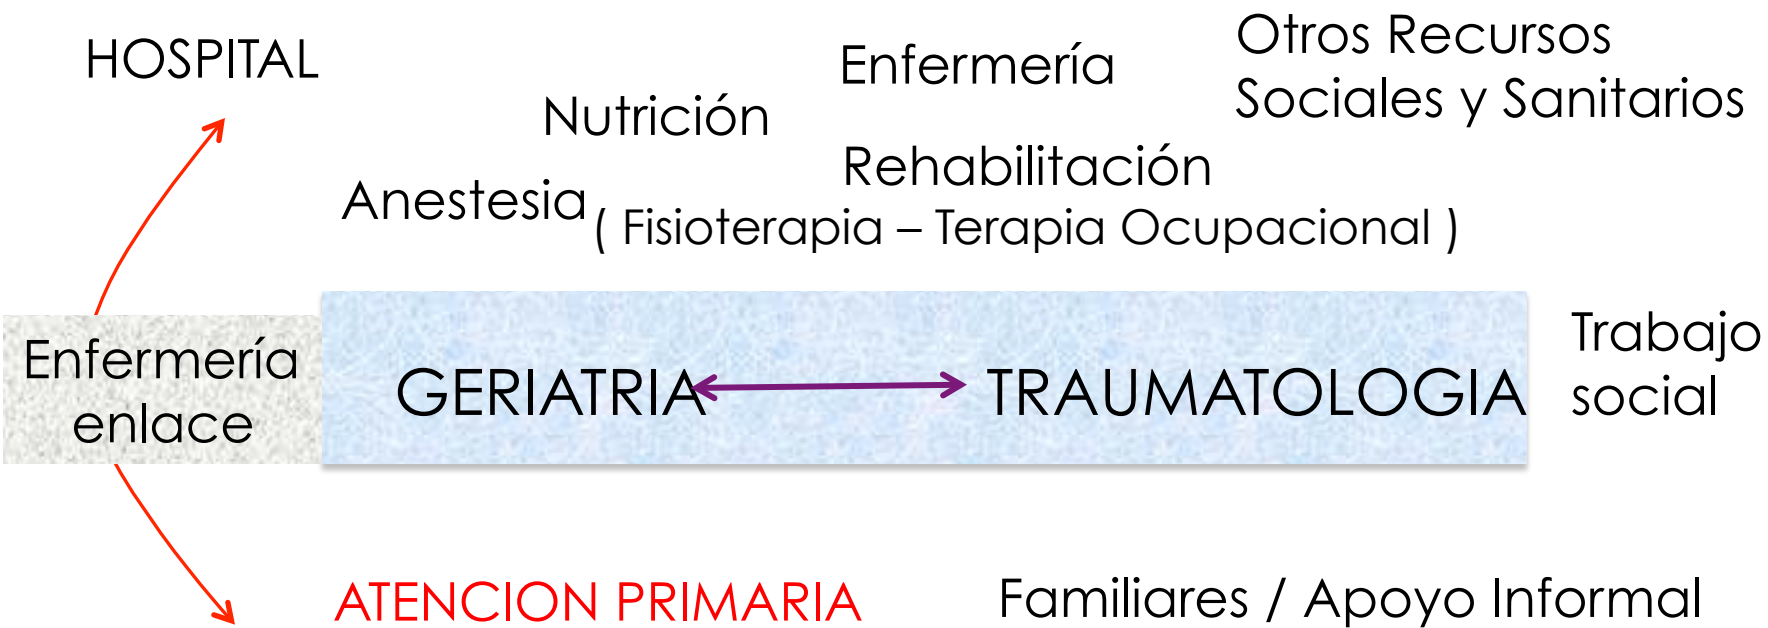 HOSPITAL
Nutrición
Enfermería
Otros Recursos
Sociales y Sanitarios
Anestesia
Rehabilitación
( Fisioterapia – Terapia Ocupacional )
Enfermería
enlace
GERIATRIA
TRAUMATOLOGIA
Trabajo
social
ATENCION PRIMARIA
Familiares / Apoyo Informal